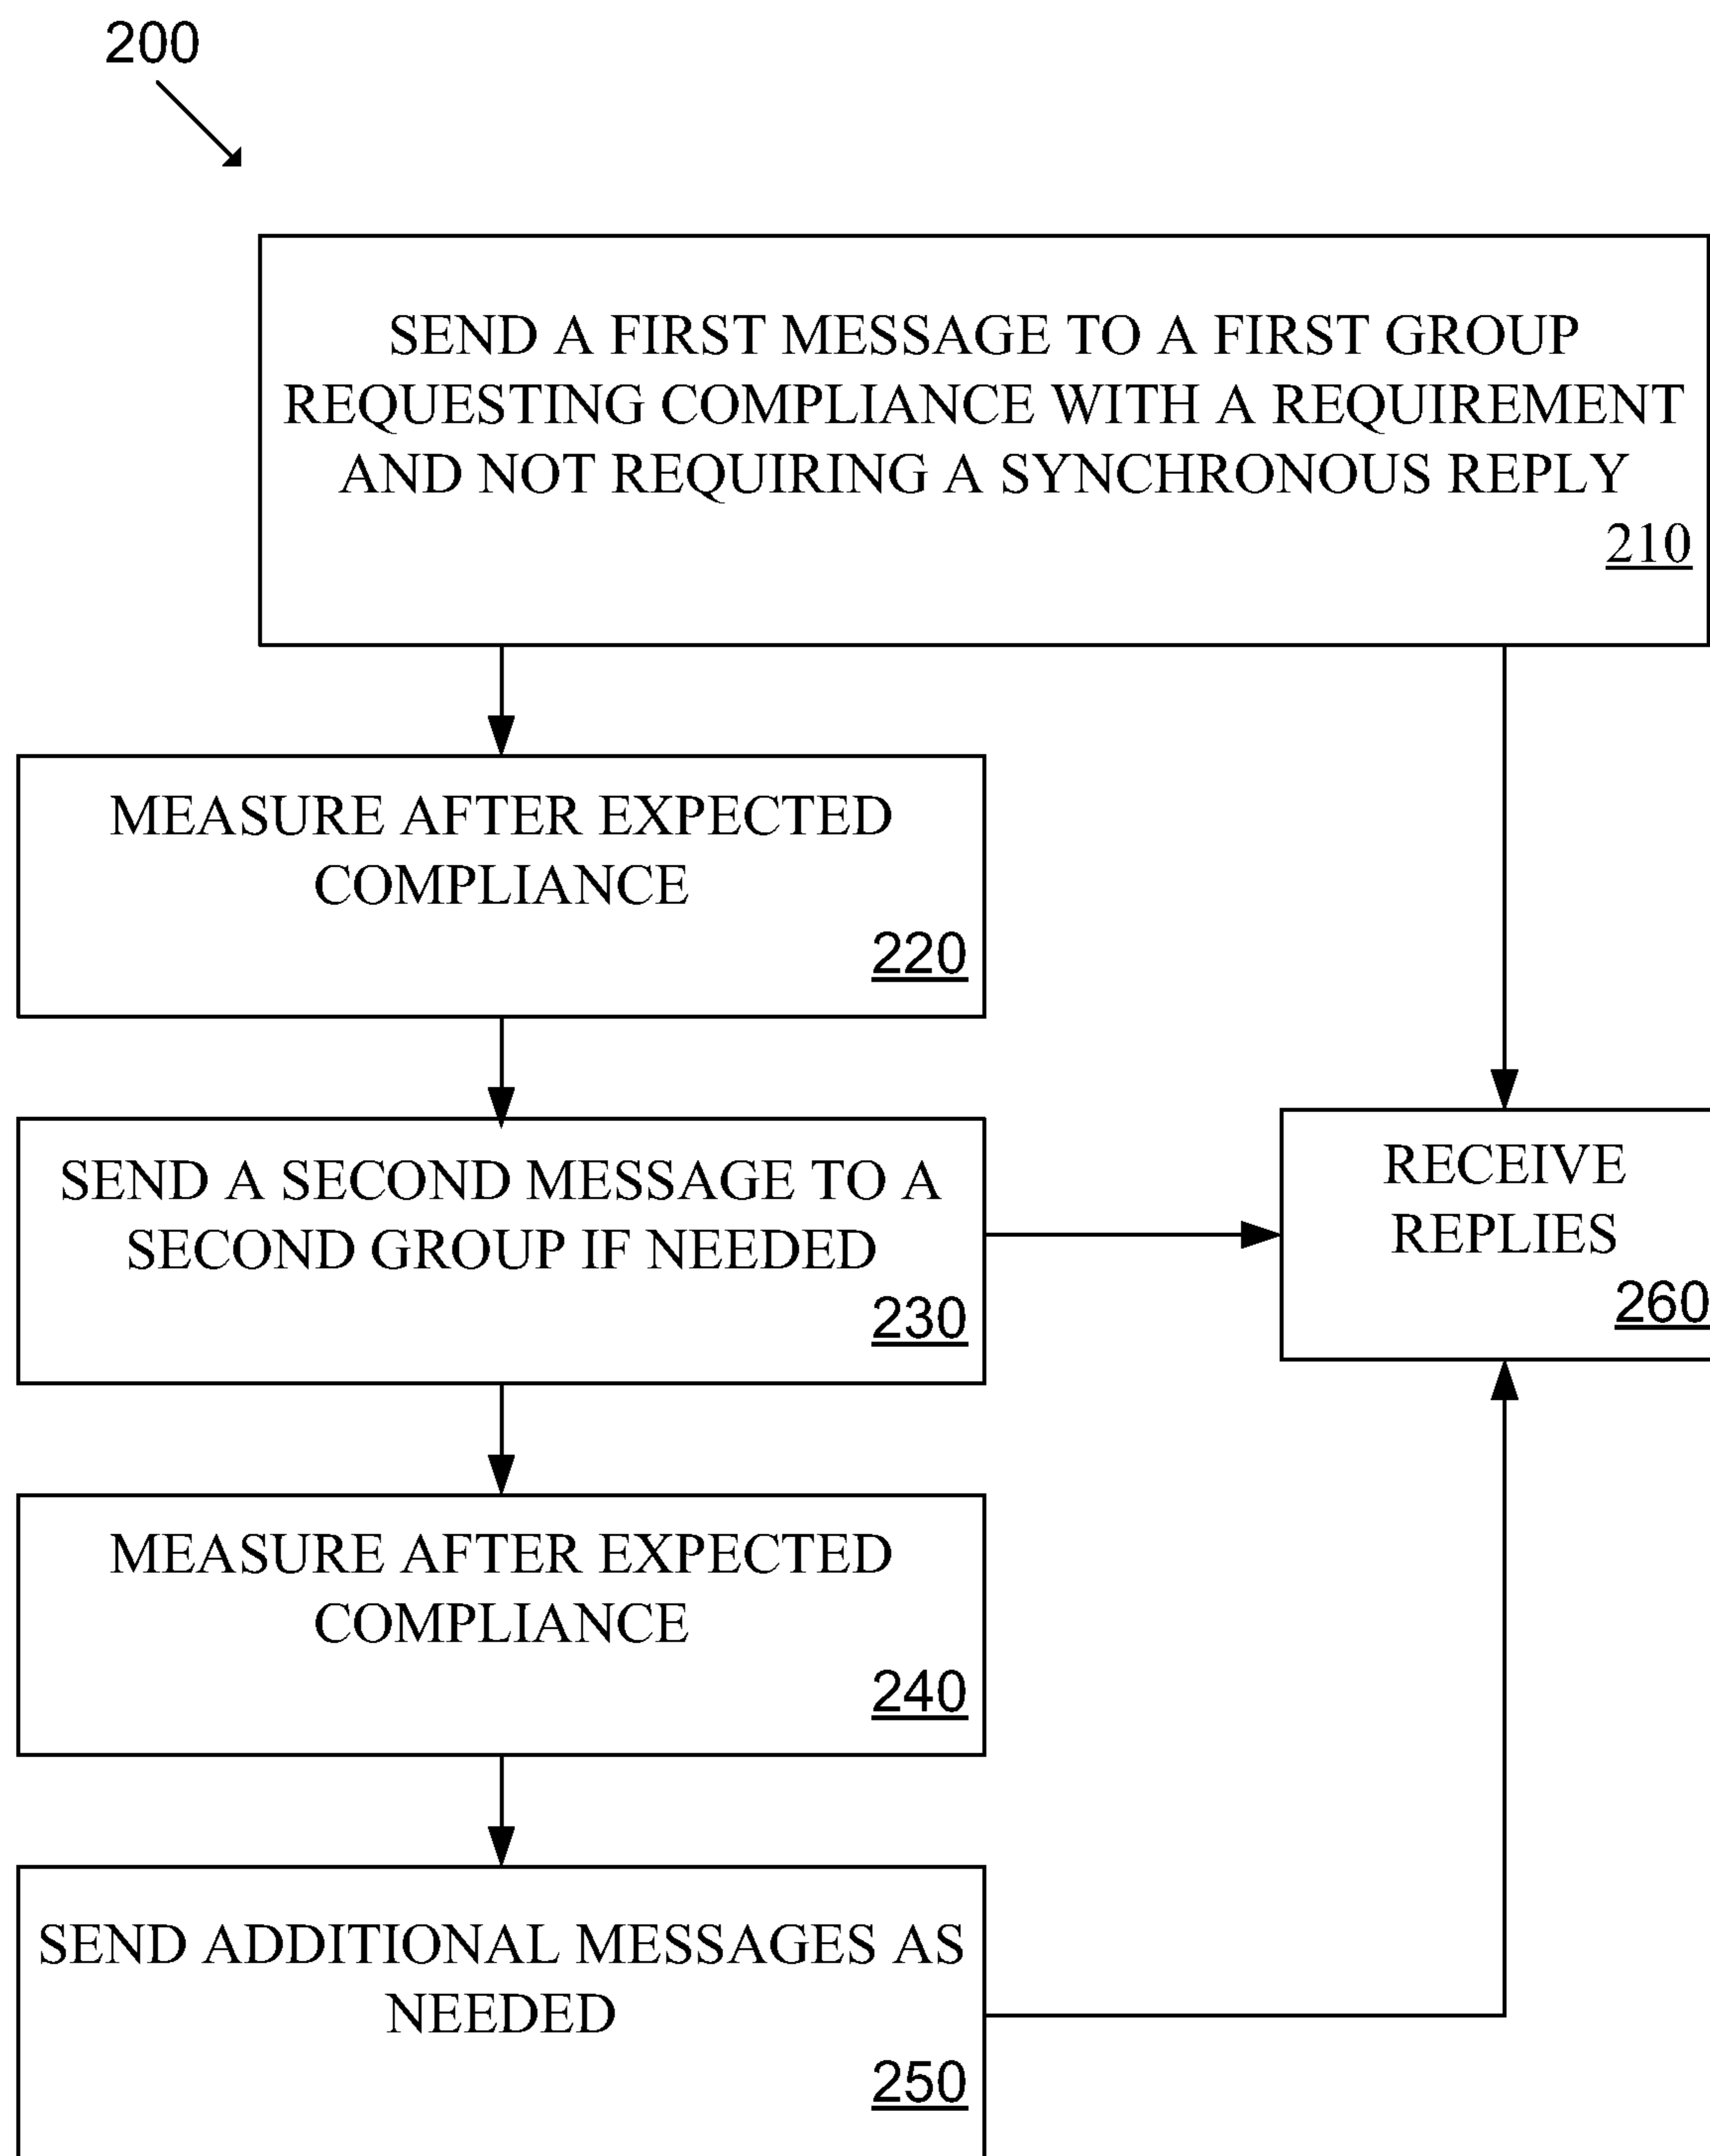 200
SEND A FIRST MESSAGE TO A FIRST GROUP
REQUESTING COMPLIANCE WITH A REQUIREMENT
AND NOT REQUIRING A SYNCHRONOUS REPLY
210
MEASURE AFTER EXPECTED
COMPLIANCE
220
SEND A SECOND MESSAGE TO A
SECOND GROUP IF NEEDED
230
RECEIVE
REPLIES
260
MEASURE AFTER EXPECTED
COMPLIANCE
240
SEND ADDITIONAL MESSAGES AS
NEEDED
250